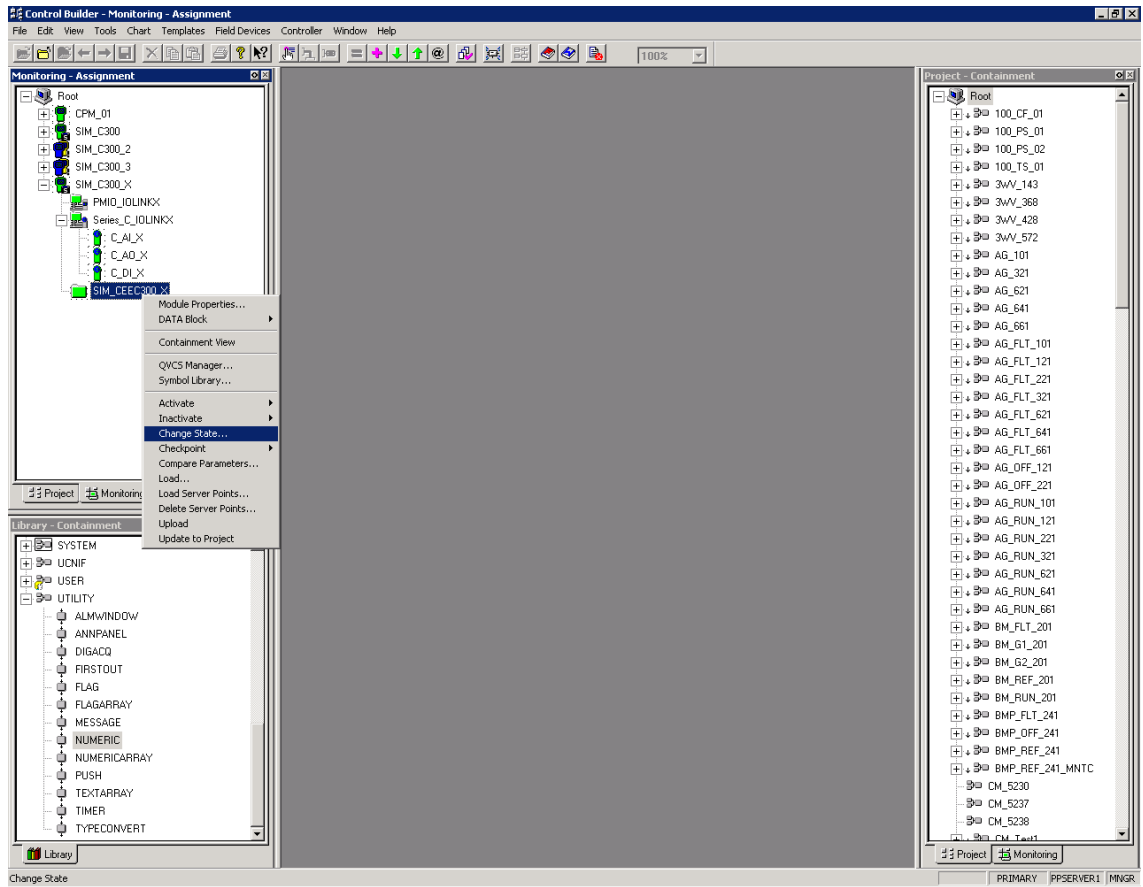 Control Builder - Monitoring - Assignment
File Edit View Tools Chart Templates Field Devices Controller Window Help
100%
Monitoring - Assignment
Root
CPM_01
SIM_C300
SIM_C300_2
SIM_C300_3
SIM_C300_X
PMIO_IOLINKX
Series_C_IOLINKX
C_AI_X
C_AO_X
C_DI_X
SIM_CEEC300_X
Module Properties...
DATA Block
Containment View
QVCS Manager...
Symbol Library...
Activate
Inactivate
Change State...
Checkpoint
Compare Parameters...
Load...
Load Server Points...
Delete Server Points...
Upload
Update to Project
Project Monitoring
Library - Containment
SYSTEM
UCNIF
USER
UTILITY
ALMWINDOW
ANNPANEL
DIGACQ
FIRSTOUT
FLAG
FLAGARRAY
MESSAGE
NUMERIC
NUMERICARRAY
PUSH
TEXTARRAY
TIMER
TYPECONVERT
Library
Project - Containment
Root
100_CF_01
100_PS_01
100_PS_02
100_TS_01
3WV_143
3WV_368
3WV_428
3WV_572
AG_101
AG_321
AG_621
AG_641
AG_661
AG_FLT_101
AG_FLT_121
AG_FLT_221
AG_FLT_321
AG_FLT_621
AG_FLT_641
AG_FLT_661
AG_OFF_121
AG_OFF_221
AG_RUN_101
AG_RUN_121
AG_RUN_221
AG_RUN_321
AG_RUN_621
AG_RUN_641
AG_RUN_661
BM_FLT_201
BM_G1_201
BM_G2_201
BM_REF_201
BM_RUN_201
BMP_FLT_241
BMP_OFF_241
BMP_REF_241
BMP_REF_241_MNTC
CM_5230
CM_5237
CM_5238
CM_Test1
Project Monitoring
Change State
PRIMARY PPSERVER1 MNGR